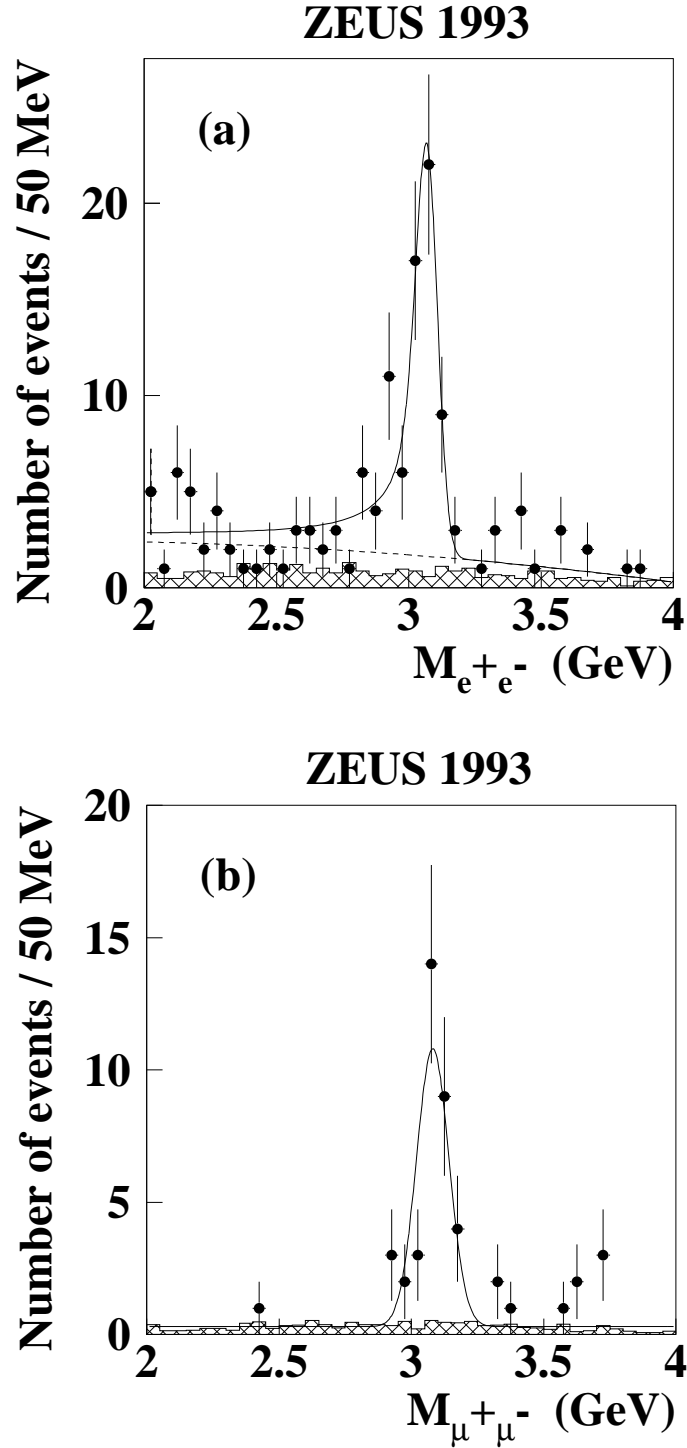 ZEUS 1993
(a)
Number of events / 50 MeV
20
10
0
2 2.5 3 3.5 4
M_e+e- (GeV)
ZEUS 1993
(b)
Number of events / 50 MeV
20
15
10
5
0
2 2.5 3 3.5 4
M_μ+μ- (GeV)